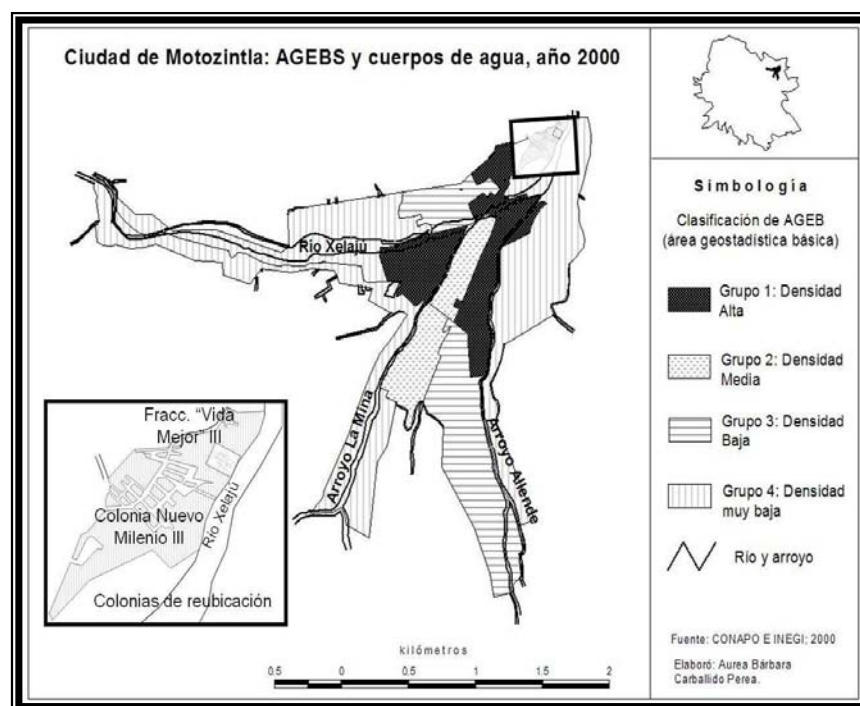 Ciudad de Motozintla: AGEBS y cuerpos de agua, año 2000
Río Xelajú
Arroyo La Mina
Arroyo Allende
Fracc. "Vida
Mejor" III
Colonia Nuevo
Milenio III
Río Xelajú
Colonias de reubicación
kilómetros
0.5 0 0.5 1 1.5 2
Simbología
Clasificación de AGEB
(área geostadística básica)
Grupo 1: Densidad
Alta
Grupo 2: Densidad
Media
Grupo 3: Densidad
Baja
Grupo 4: Densidad
muy baja
Río y arroyo
Fuente: CONAPO E INEGI; 2000
Elaboró: Aurea Bárbara
Carballido Perea.